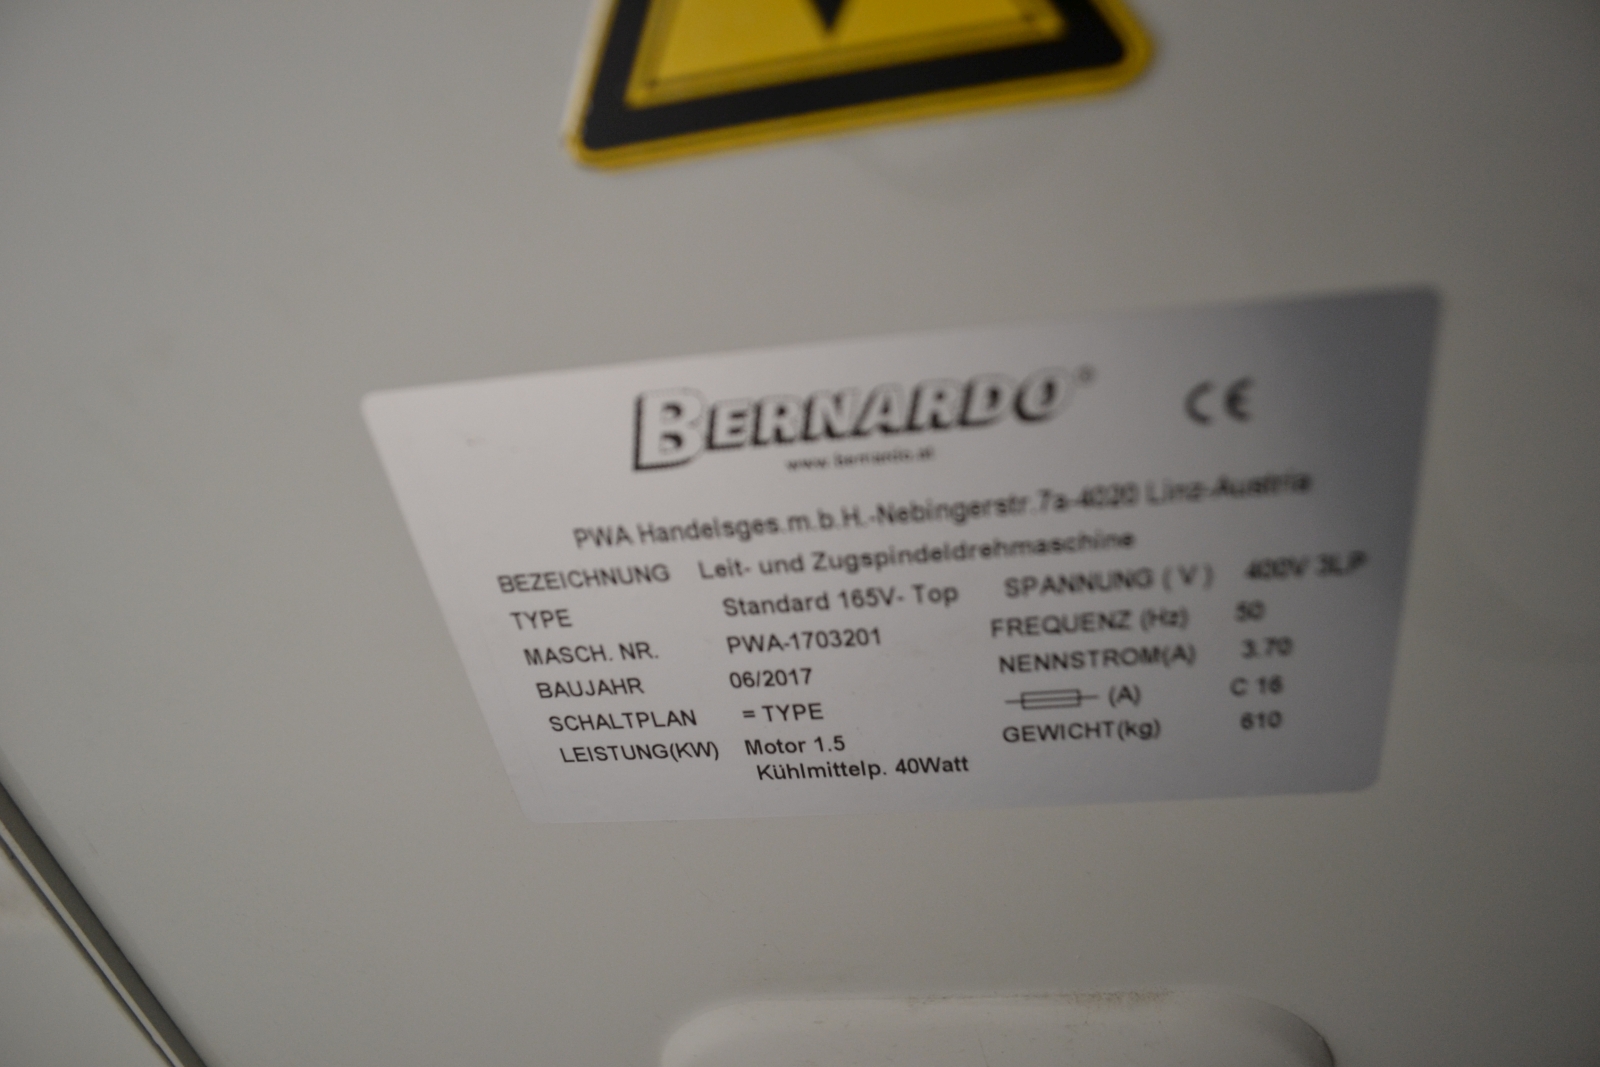 BERNARDO®
CE
www.bernardo.at
PWA Handelsges.m.b.H.-Nebingerstr.7a-4020 Linz-Austria
BEZEICHNUNG Leit- und Zugspindeldrehmaschine
TYPE Standard 165V- Top SPANNUNG ( V ) 400V 3LP
MASCH. NR. PWA-1703201 FREQUENZ (Hz) 50
BAUJAHR 06/2017 NENNSTROM(A) 3.70
SCHALTPLAN = TYPE (A) C 16
LEISTUNG(KW) Motor 1.5 GEWICHT(kg) 610
Kühlmittelp. 40Watt